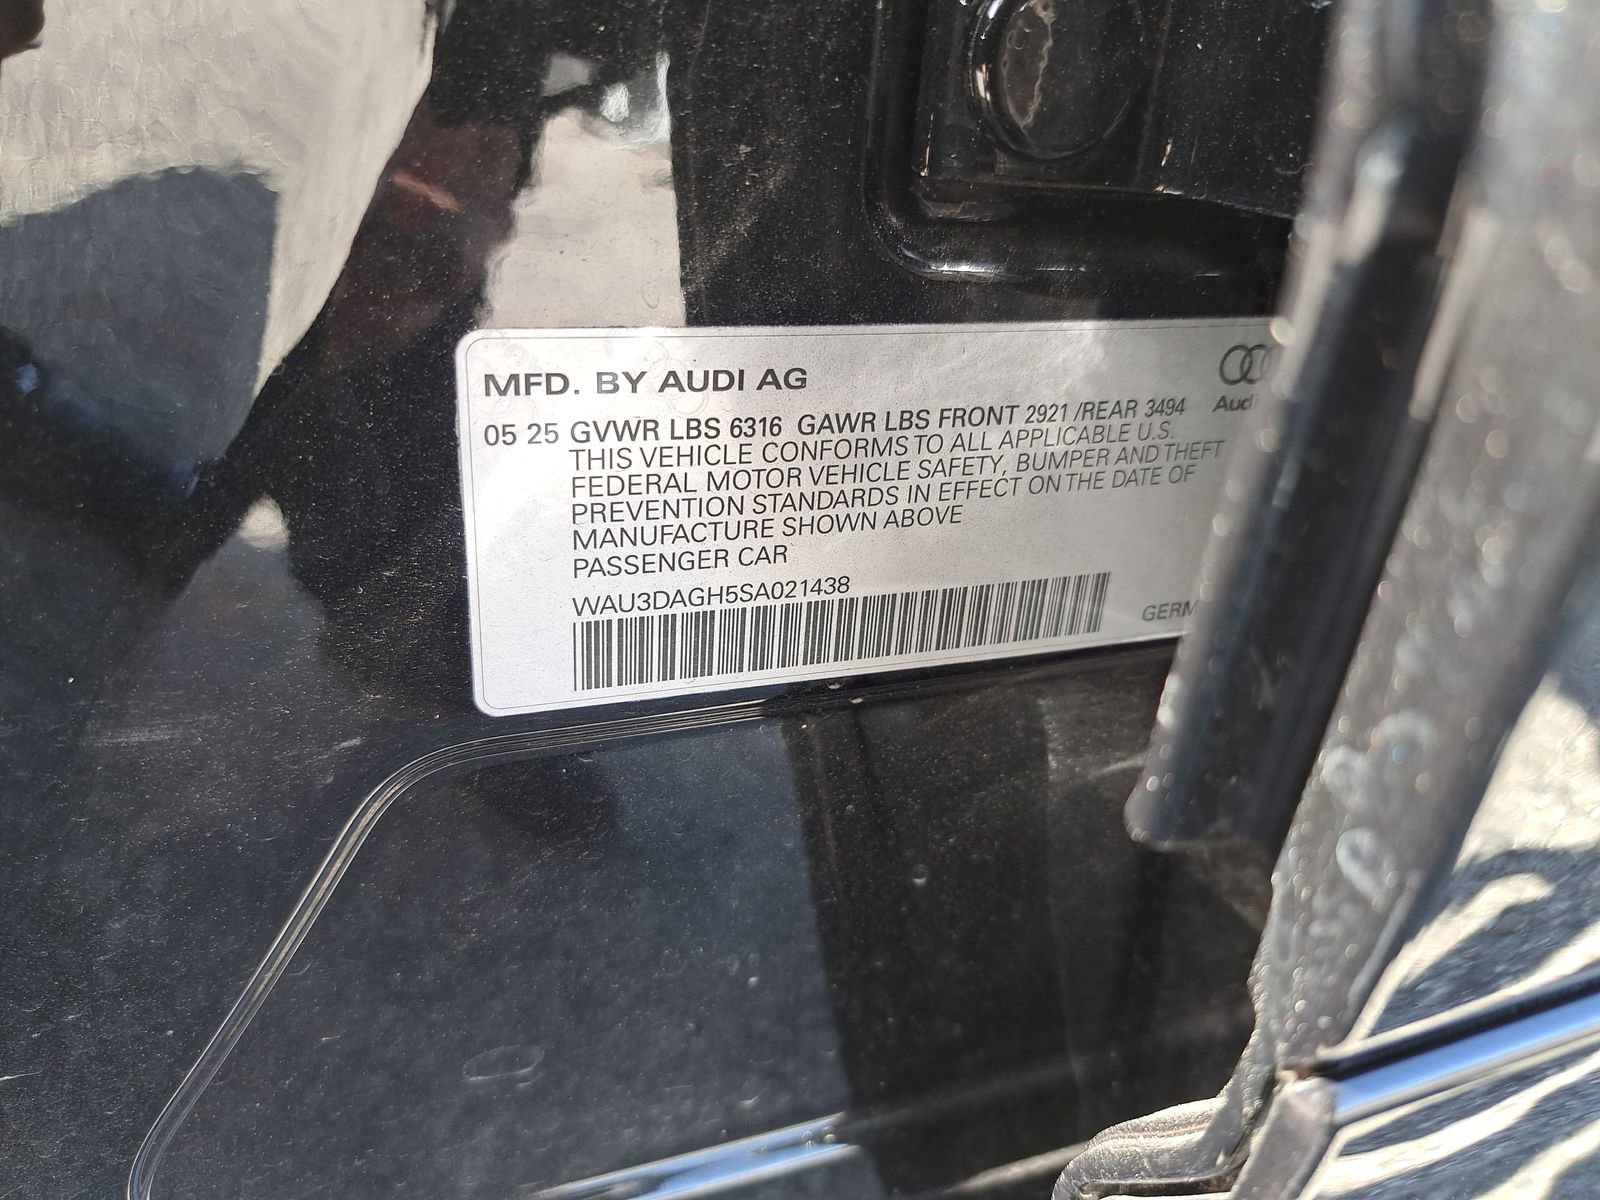 MFD. BY AUDI AG
Audi
05 25 GVWR LBS 6316 GAWR LBS FRONT 2921 /REAR 3494
THIS VEHICLE CONFORMS TO ALL APPLICABLE U.S.
FEDERAL MOTOR VEHICLE SAFETY, BUMPER AND THEFT
PREVENTION STANDARDS IN EFFECT ON THE DATE OF
MANUFACTURE SHOWN ABOVE
PASSENGER CAR
WAU3DAGH5SA021438
GERM